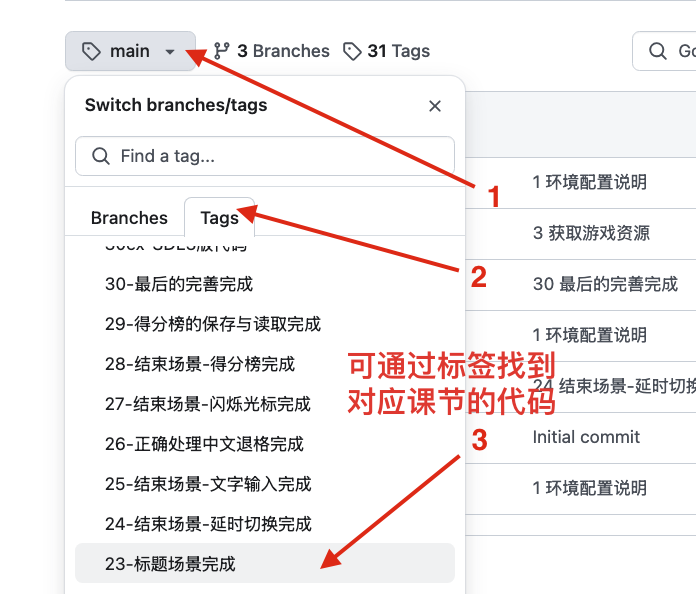 main
3 Branches
31 Tags
Go
Switch branches/tags
Find a tag...
Branches
Tags
30-最后的完善完成
29-得分榜的保存与读取完成
28-结束场景-得分榜完成
27-结束场景-闪烁光标完成
26-正确处理中文退格完成
25-结束场景-文字输入完成
24-结束场景-延时切换完成
23-标题场景完成
1
2
可通过标签找到
对应课节的代码
3
1 环境配置说明
3 获取游戏资源
30 最后的完善完成
1 环境配置说明
24 结束场景-延时切换
Initial commit
1 环境配置说明